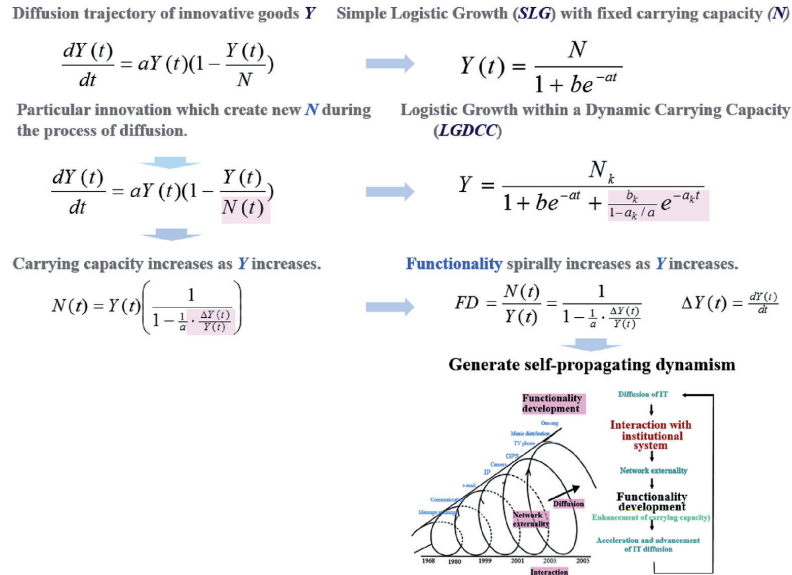 Diffusion trajectory of innovative goods Y
Simple Logistic Growth (SLG) with fixed carrying capacity (N)
dY(t)/dt = aY(t)(1 - Y(t)/N)
Y(t) = N/(1 + be^{-at})
Particular innovation which create new N during
the process of diffusion.
Logistic Growth within a Dynamic Carrying Capacity
(LGDCC)
dY(t)/dt = aY(t)(1 - Y(t)/N(t))
Y = N_k/(1 + be^{-at} + b_k/(1-a_k/a) e^{-a_k t})
Carrying capacity increases as Y increases.
Functionality spirally increases as Y increases.
N(t) = Y(t)(1/(1 - 1/a · ΔY(t)/Y(t)))
FD = N(t)/Y(t) = 1/(1 - 1/a · ΔY(t)/Y(t))
ΔY(t) = dY(t)/dt
Generate self-propagating dynamism
Functionality
development
One-seg
Music distribution
TV phone
GPS
Camera
IP
e-mail
Communication
Diffusion
Network
externality
1968 1980 1999 2001 2003 2005
Interaction
Diffusion of IT
Interaction with
institutional
system
Network externality
Functionality
development
Enhancement of carrying capacity)
Acceleration and advancement
of IT diffusion